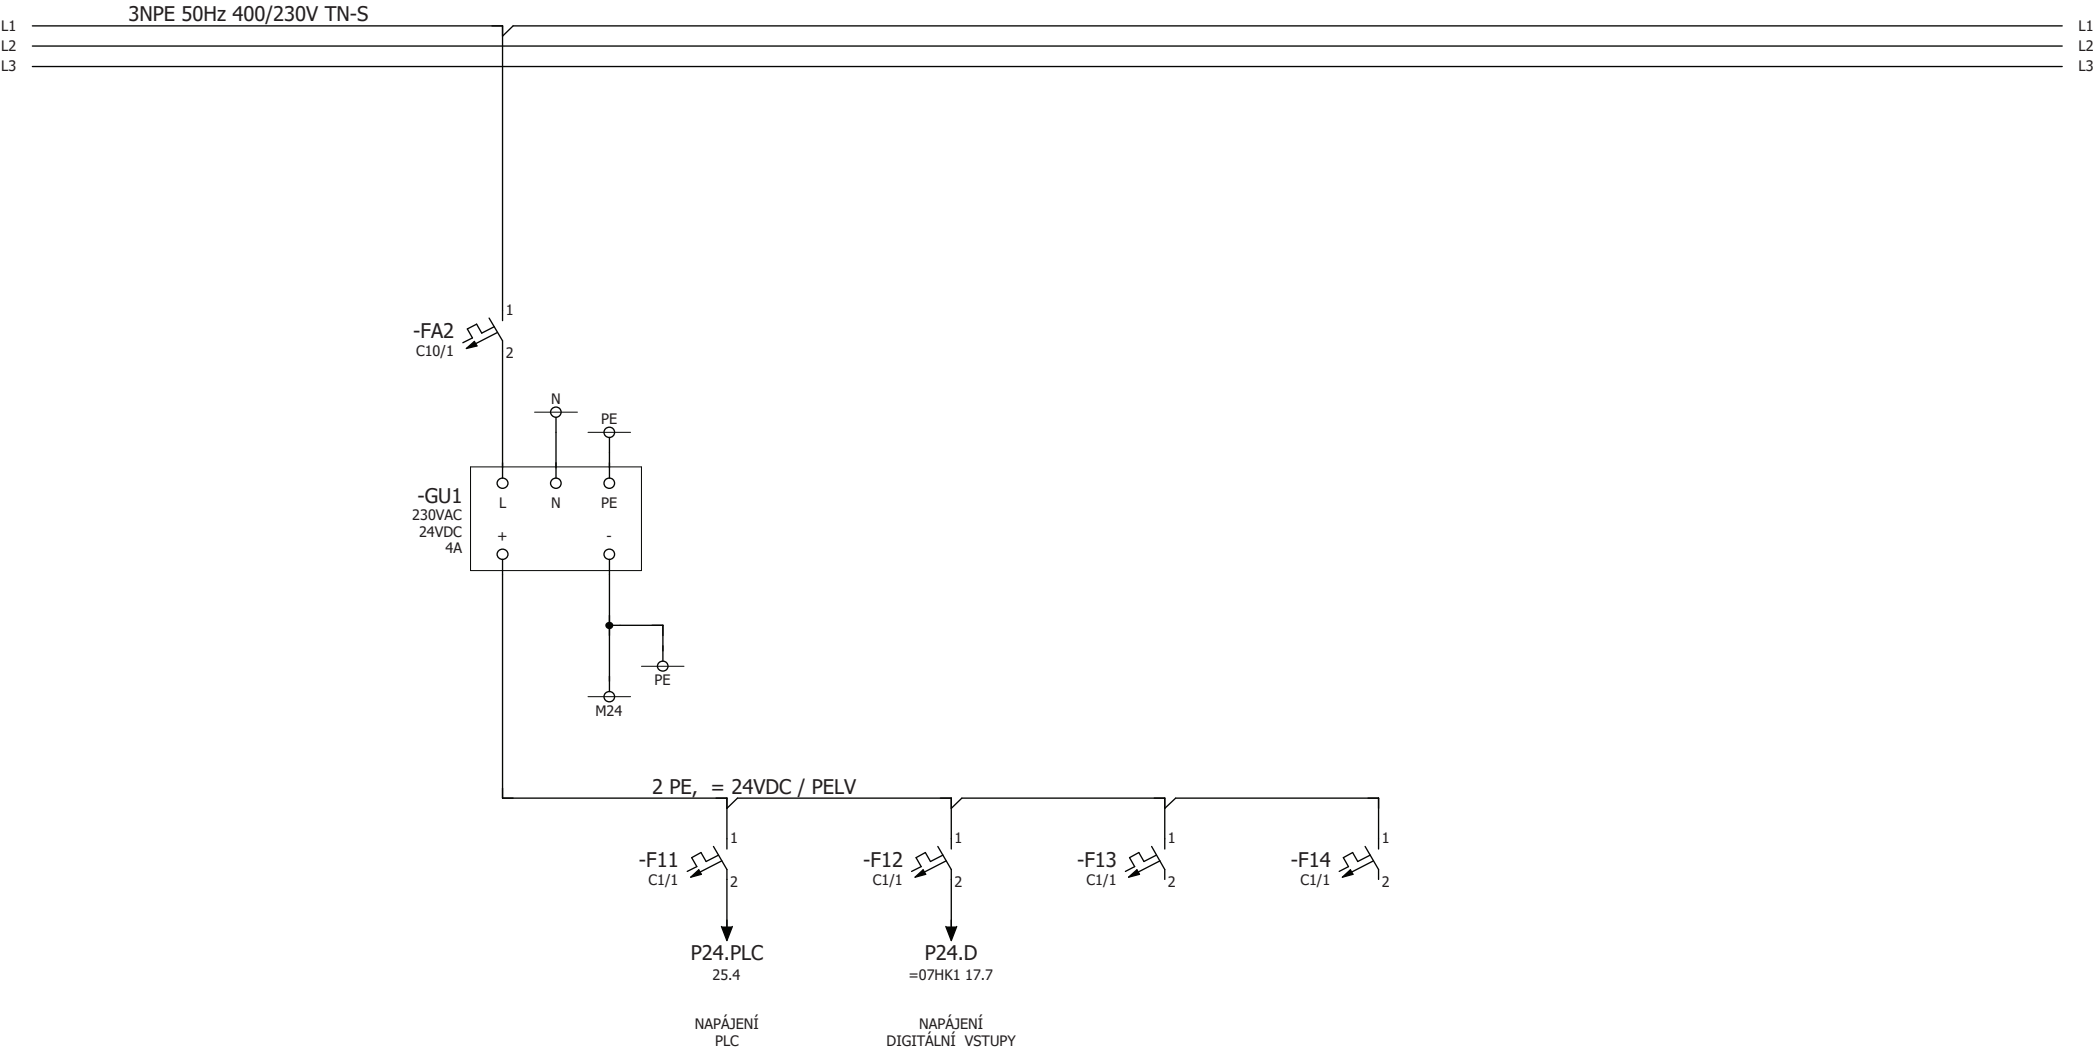 3NPE 50Hz 400/230V TN-S
L1 L1
L2 L2
L3 L3
1
-FA2
C10/1
2
N
PE
-GU1
230VAC
24VDC
4A
L N PE
+ -
PE
M24
2 PE, = 24VDC / PELV
1 1 1 1
-F11 -F12 -F13 -F14
C1/1 C1/1 C1/1 C1/1
2 2 2 2
P24.PLC P24.D
25.4 =07HK1 17.7
NAPÁJENÍ NAPÁJENÍ
PLC DIGITÁLNÍ VSTUPY